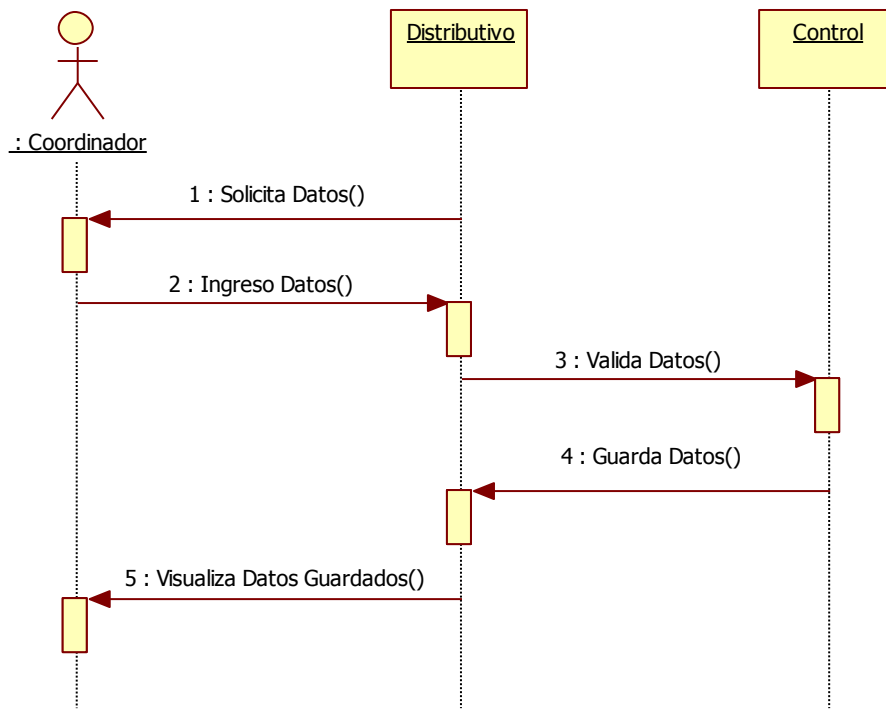 Distributivo
Control
: Coordinador
1 : Solicita Datos()
2 : Ingreso Datos()
3 : Valida Datos()
4 : Guarda Datos()
5 : Visualiza Datos Guardados()